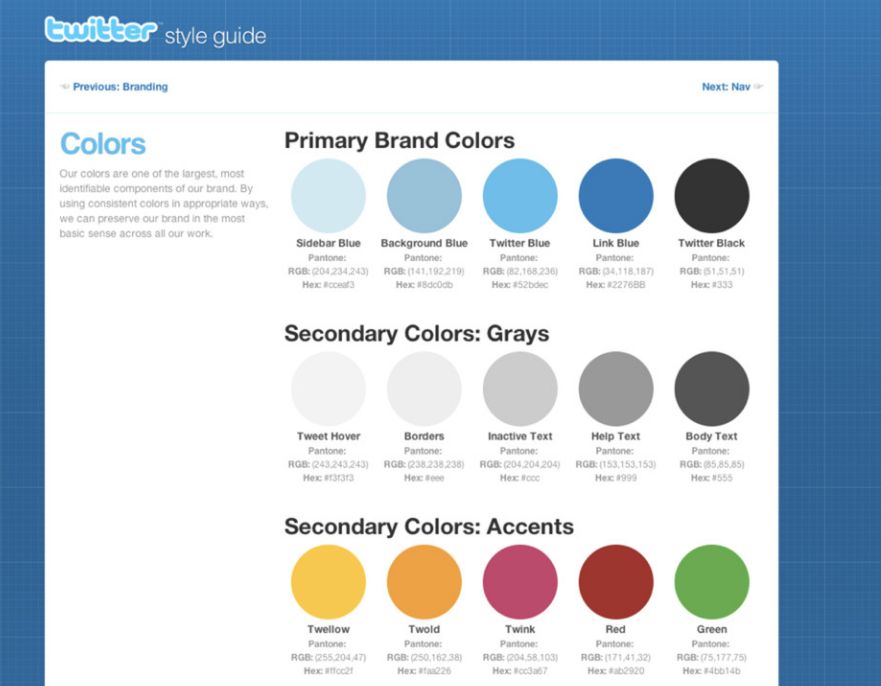 twitter style guide
Previous: Branding
Next: Nav
Colors
Our colors are one of the largest, most
identifiable components of our brand. By
using consistent colors in appropriate ways,
we can preserve our brand in the most
basic sense across all our work.
Primary Brand Colors
Sidebar Blue Background Blue Twitter Blue Link Blue Twitter Black
Pantone: Pantone: Pantone: Pantone: Pantone:
RGB: (204,234,243) RGB: (141,192,219) RGB: (82,168,236) RGB: (34,118,187) RGB: (51,51,51)
Hex: #cceaf3 Hex: #8dc0db Hex: #52bdec Hex: #2276BB Hex: #333
Secondary Colors: Grays
Tweet Hover Borders Inactive Text Help Text Body Text
Pantone: Pantone: Pantone: Pantone: Pantone:
RGB: (243,243,243) RGB: (238,238,238) RGB: (204,204,204) RGB: (153,153,153) RGB: (85,85,85)
Hex: #f3f3f3 Hex: #eee Hex: #ccc Hex: #999 Hex: #555
Secondary Colors: Accents
Twellow Twold Twink Red Green
Pantone: Pantone: Pantone: Pantone: Pantone:
RGB: (255,204,47) RGB: (250,162,38) RGB: (204,58,103) RGB: (171,41,32) RGB: (75,177,75)
Hex: #ffcc2f Hex: #faa226 Hex: #cc3a67 Hex: #ab2920 Hex: #4bb14b